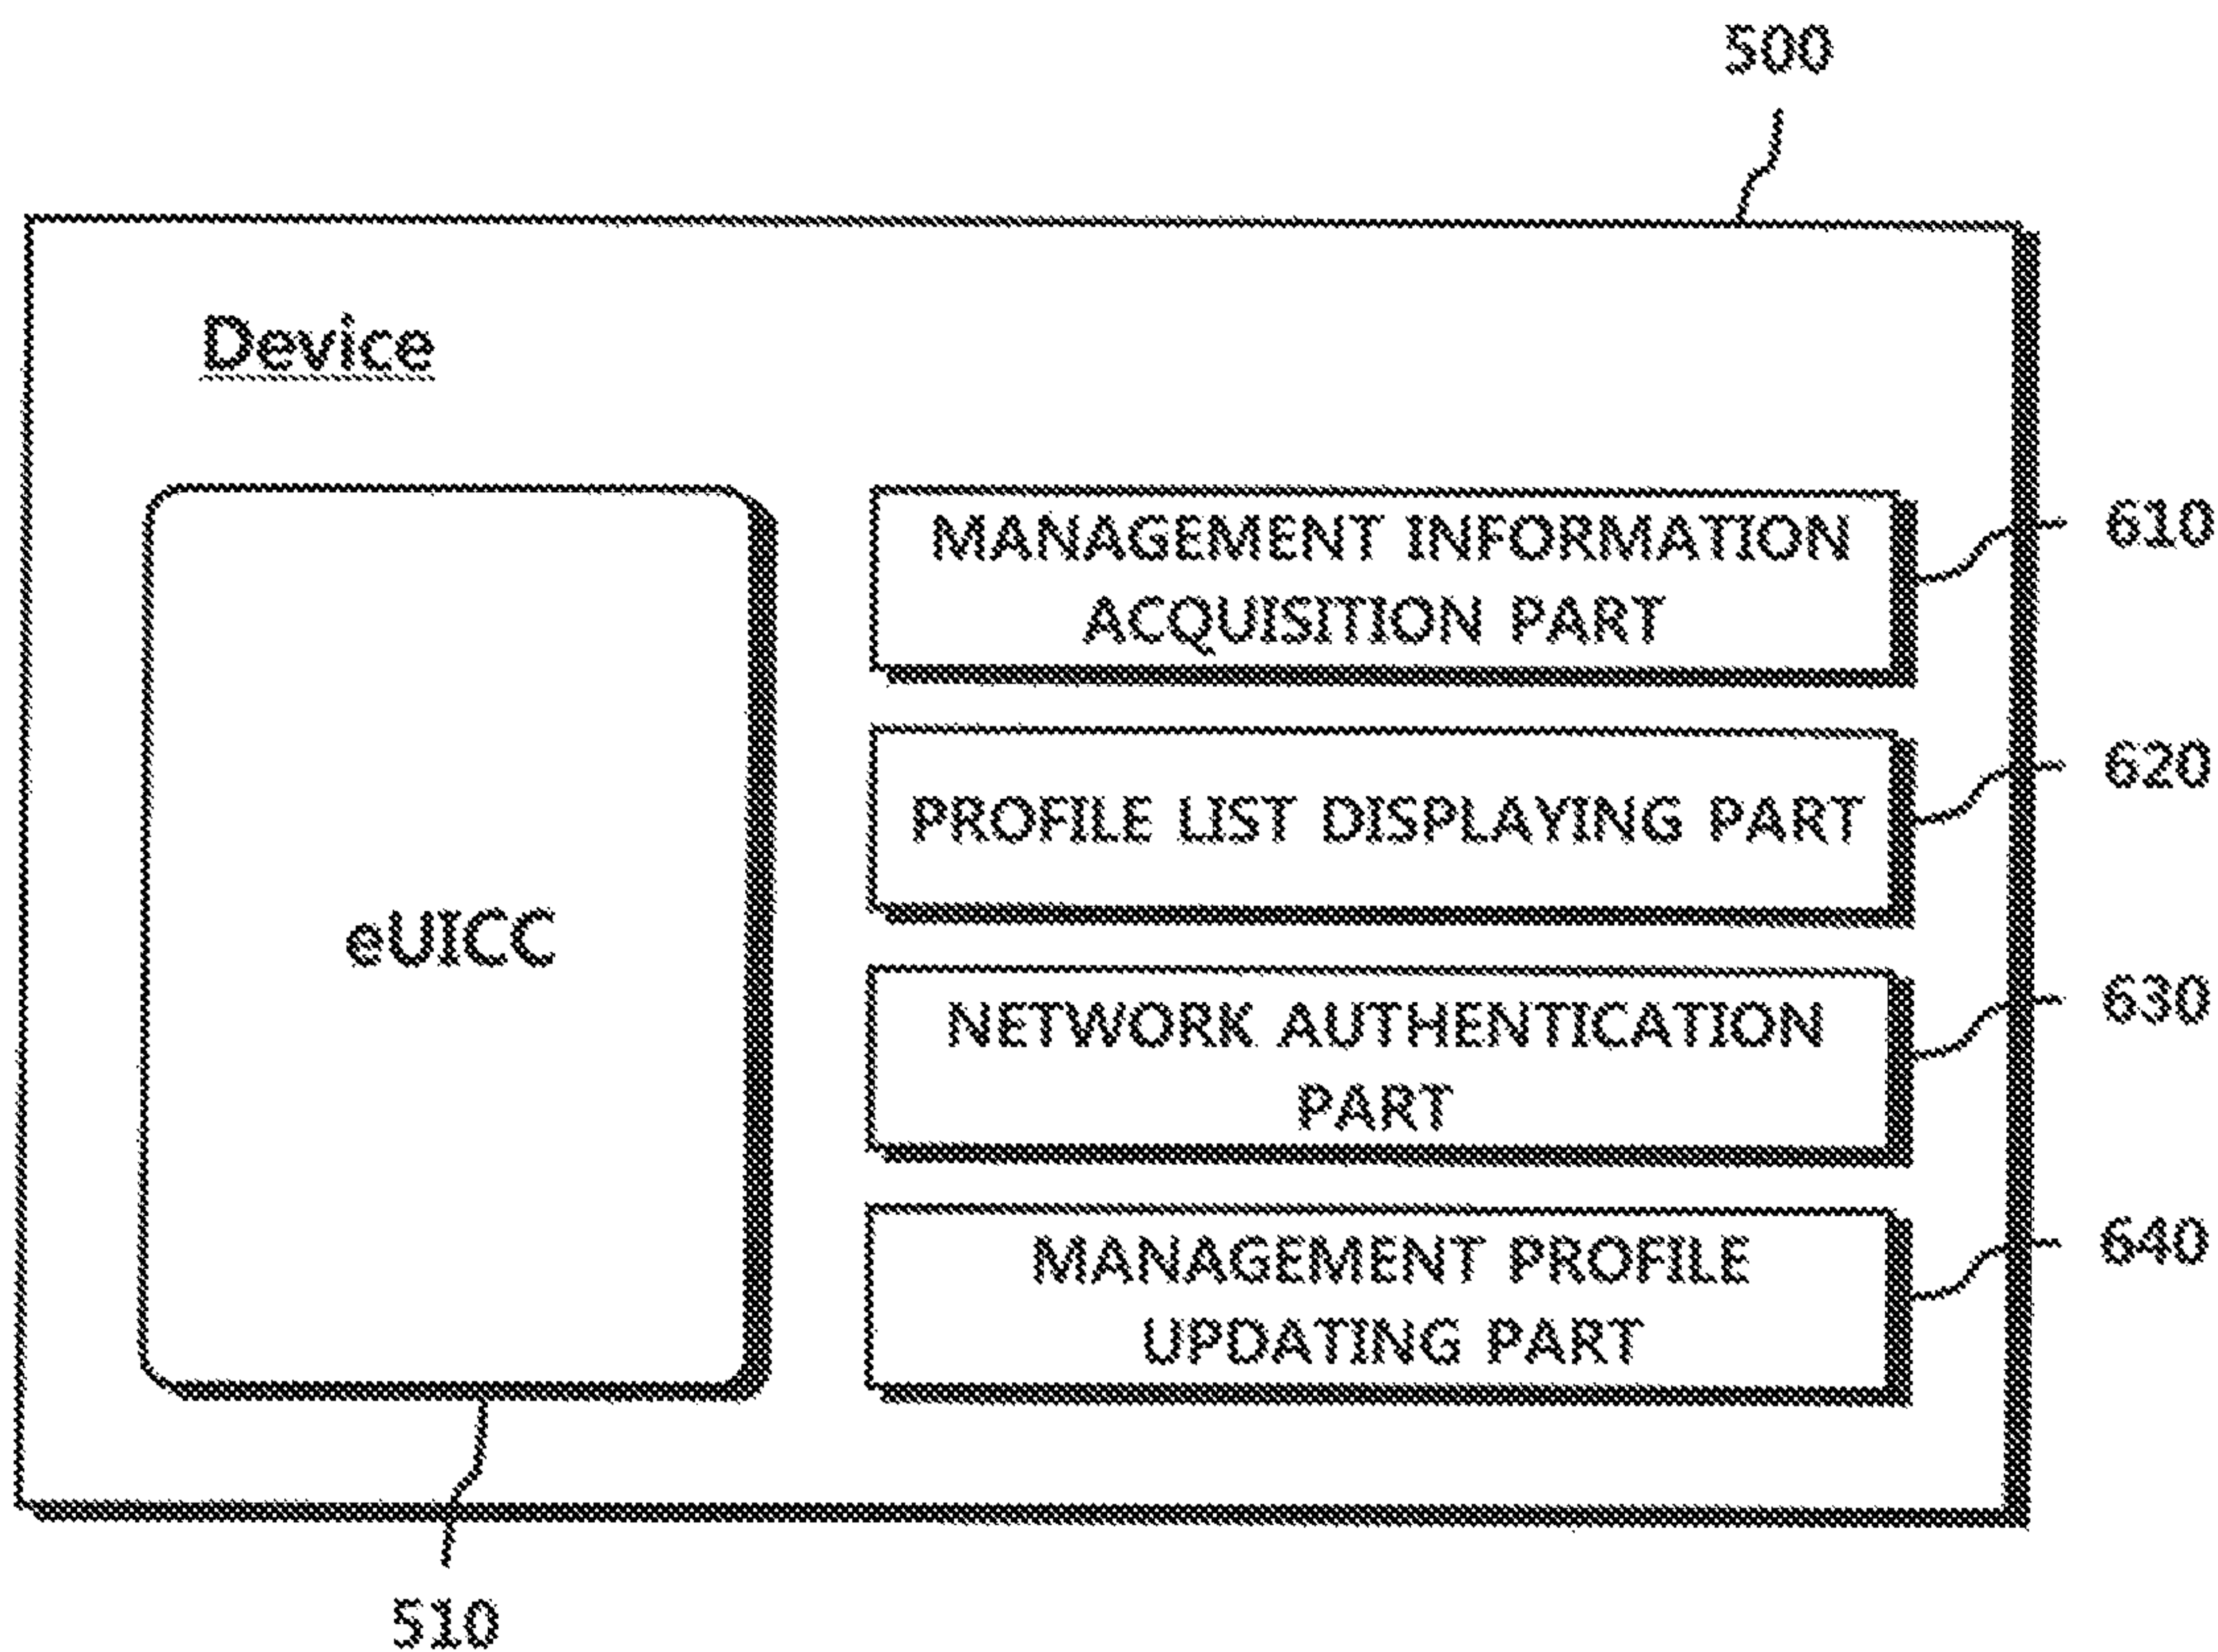 500
Device
MANAGEMENT INFORMATION
ACQUISITION PART
610
PROFILE LIST DISPLAYING PART
620
eUICC
NETWORK AUTHENTICATION
PART
630
MANAGEMENT PROFILE
UPDATING PART
640
510